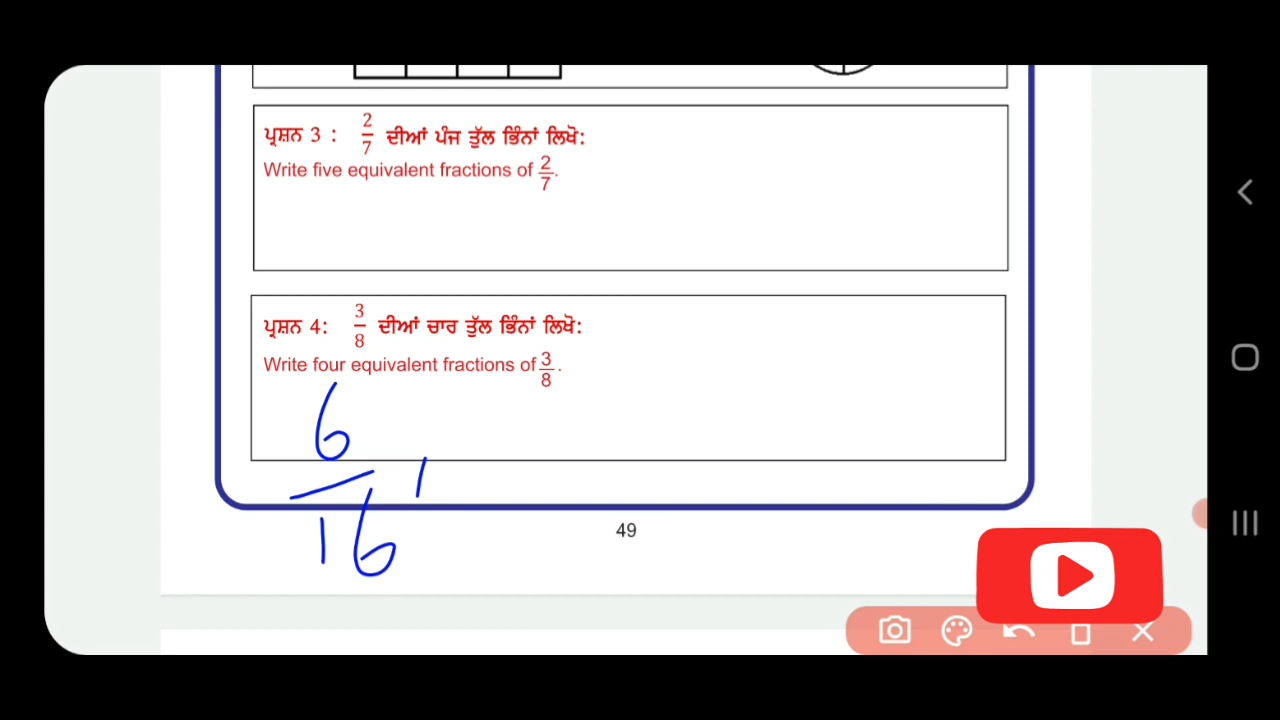 ਪ੍ਰਸ਼ਨ 3 : 2/7 ਦੀਆਂ ਪੰਜ ਤੁੱਲ ਭਿੰਨਾਂ ਲਿਖੋ:
Write five equivalent fractions of 2/7.
ਪ੍ਰਸ਼ਨ 4: 3/8 ਦੀਆਂ ਚਾਰ ਤੁੱਲ ਭਿੰਨਾਂ ਲਿਖੋ:
Write four equivalent fractions of 3/8.
6/16 ,
49